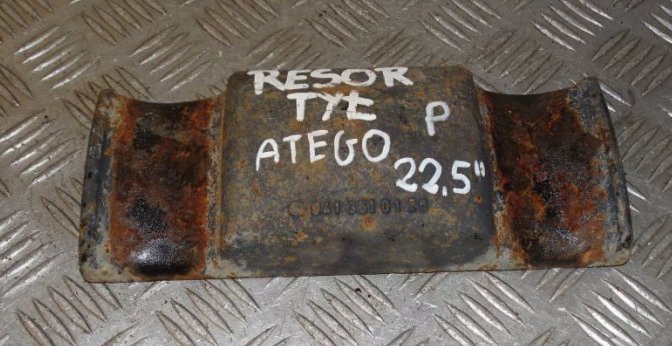 RESOR
TYŁ P
ATEGO 22,5"